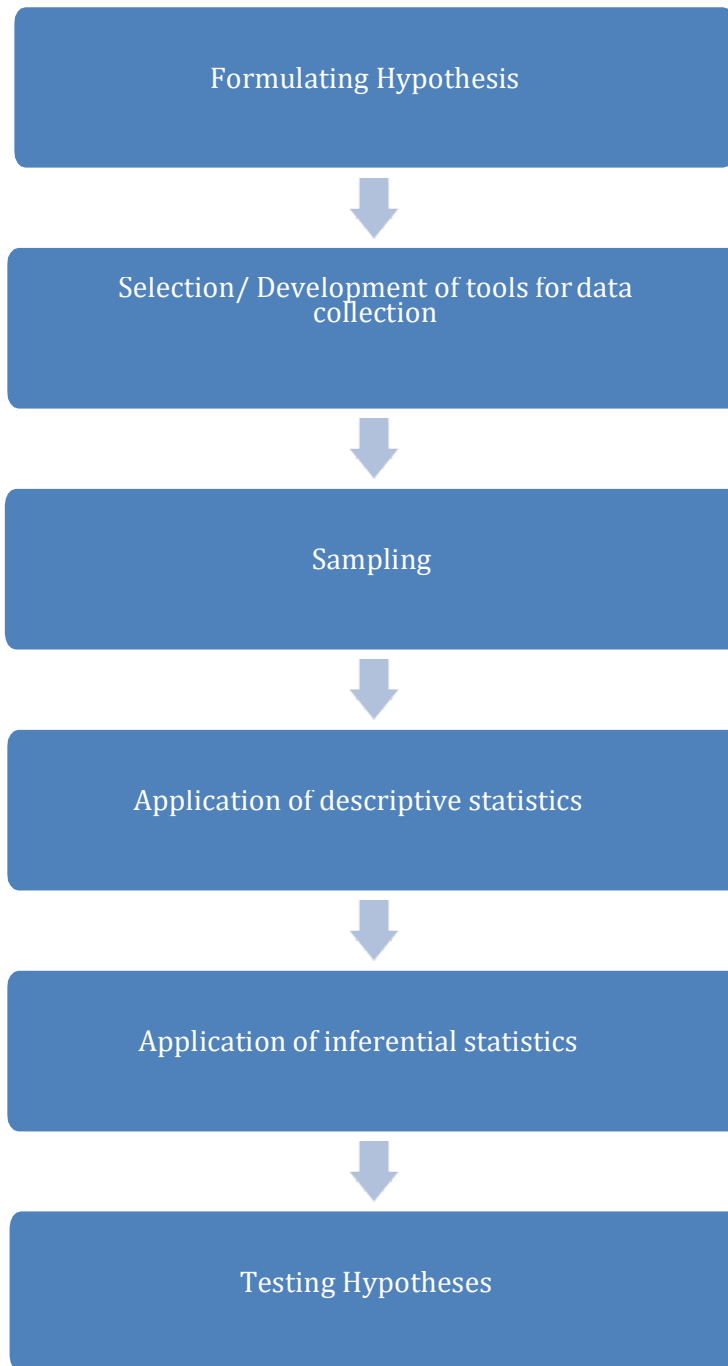 Formulating Hypothesis
Selection/ Development of tools for data
collection
Sampling
Application of descriptive statistics
Application of inferential statistics
Testing Hypotheses